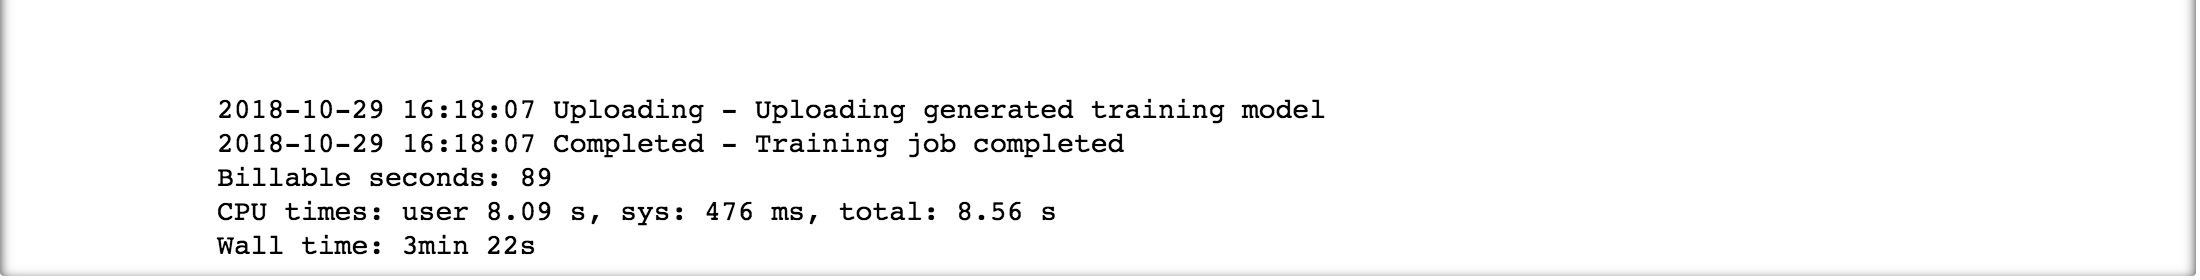 2018-10-29 16:18:07 Uploading - Uploading generated training model
2018-10-29 16:18:07 Completed - Training job completed
Billable seconds: 89
CPU times: user 8.09 s, sys: 476 ms, total: 8.56 s
Wall time: 3min 22s